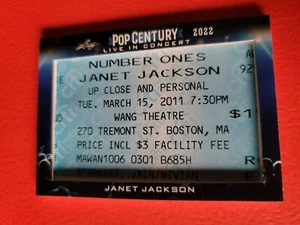 Leaf
POP CENTURY
2022
LIVE IN CONCERT
NUMBER ONES
JANET JACKSON
UP CLOSE AND PERSONAL
TUE. MARCH 15, 2011 7:30PM
WANG THEATRE $1
270 TREMONT ST. BOSTON, MA
PRICE INCL $3 FACILITY FEE
MAWAN1006 0301 B685H
JANET JACKSON